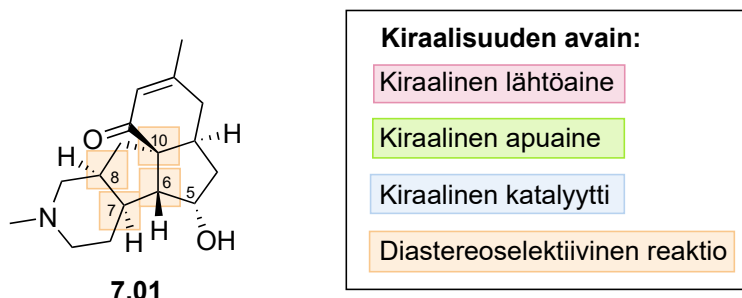 O
H
10
H
8
6
5
7
N
H
H
OH
7.01
Kiraalisuuden avain:
Kiraalinen lähtöaine
Kiraalinen apuaine
Kiraalinen katalyytti
Diastereoselektiivinen reaktio